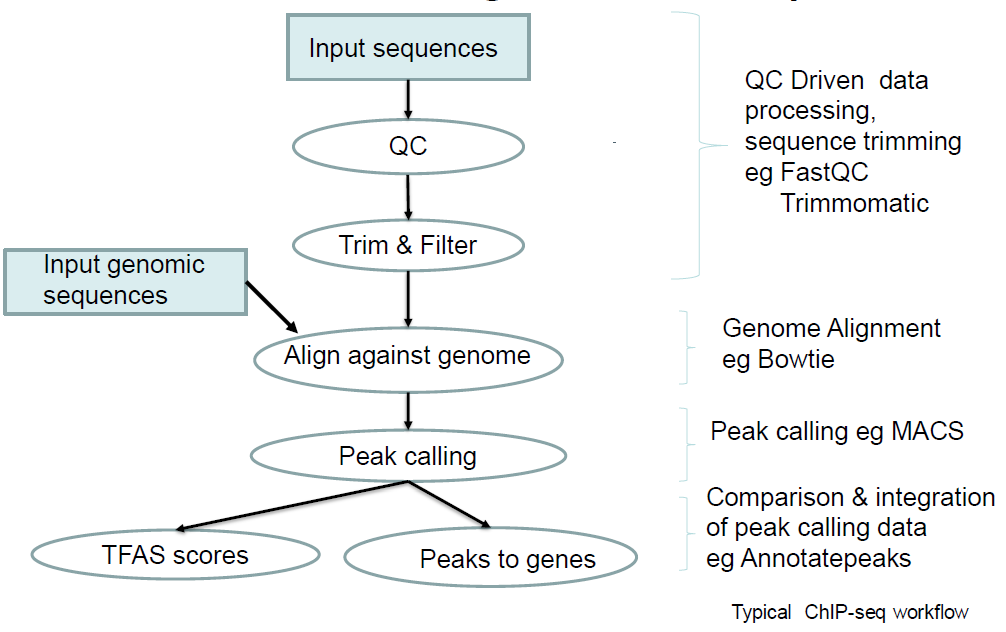 Input sequences
QC
Trim & Filter
Input genomic
sequences
Align against genome
Peak calling
TFAS scores
Peaks to genes
QC Driven data
processing,
sequence trimming
eg FastQC
Trimmomatic
Genome Alignment
eg Bowtie
Peak calling eg MACS
Comparison & integration
of peak calling data
eg Annotatepeaks
Typical ChIP-seq workflow